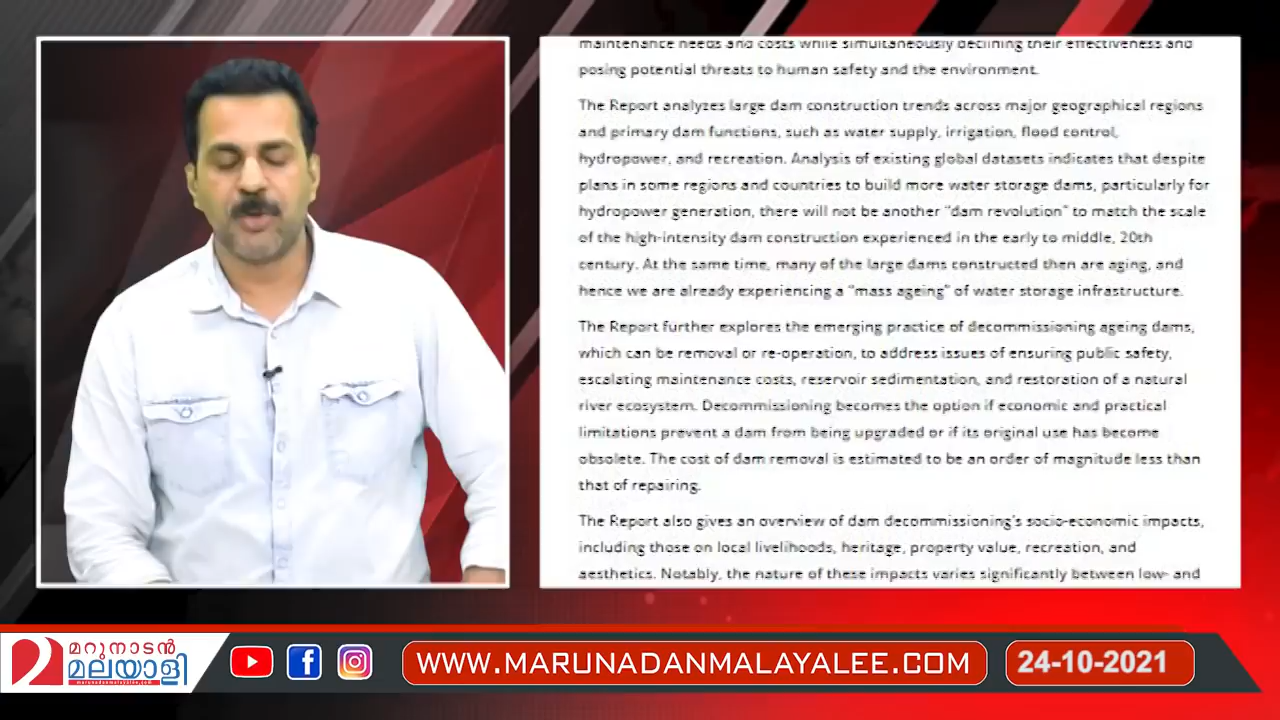 maintenance needs and costs while simultaneously declining their effectiveness and
posing potential threats to human safety and the environment.
The Report analyzes large dam construction trends across major geographical regions
and primary dam functions, such as water supply, irrigation, flood control,
hydropower, and recreation. Analysis of existing global datasets indicates that despite
plans in some regions and countries to build more water storage dams, particularly for
hydropower generation, there will not be another “dam revolution” to match the scale
of the high-intensity dam construction experienced in the early to middle, 20th
century. At the same time, many of the large dams constructed then are aging, and
hence we are already experiencing a “mass ageing” of water storage infrastructure.
The Report further explores the emerging practice of decommissioning ageing dams,
which can be removal or re-operation, to address issues of ensuring public safety,
escalating maintenance costs, reservoir sedimentation, and restoration of a natural
river ecosystem. Decommissioning becomes the option if economic and practical
limitations prevent a dam from being upgraded or if its original use has become
obsolete. The cost of dam removal is estimated to be an order of magnitude less than
that of repairing.
The Report also gives an overview of dam decommissioning's socio-economic impacts,
including those on local livelihoods, heritage, property value, recreation, and
aesthetics. Notably, the nature of these impacts varies significantly between low- and
മറുനാടൻ
മലയാളി
marunadanmalayalee.com
WWW.MARUNADANMALAYALEE.COM
24-10-2021